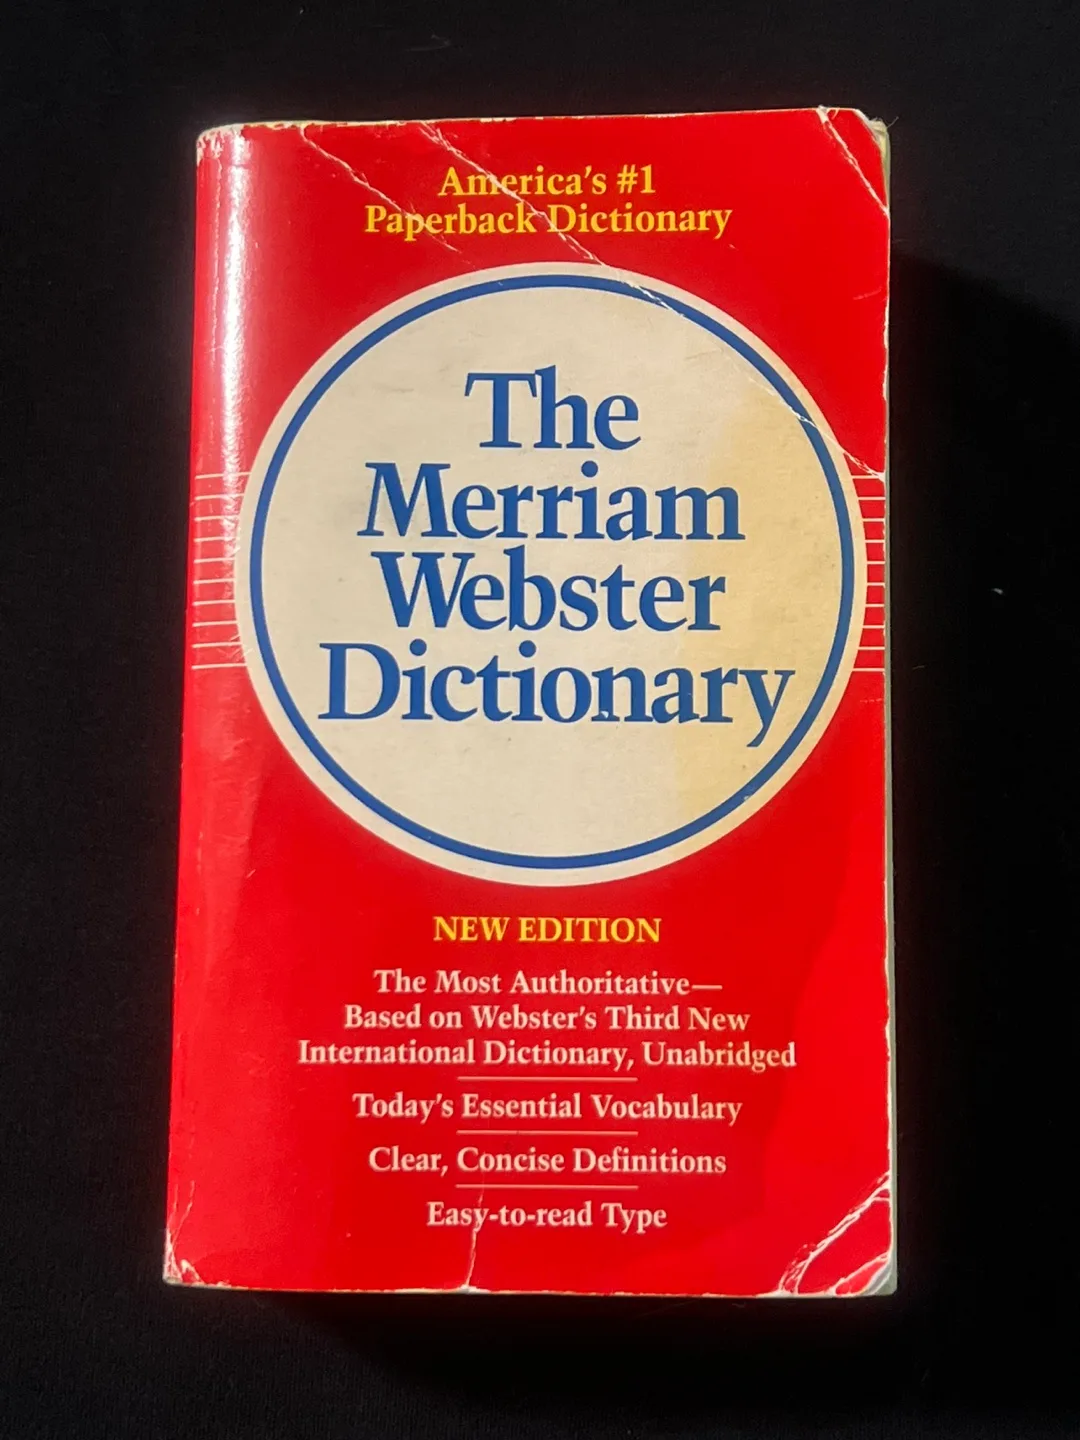 America's #1
Paperback Dictionary
The
Merriam
Webster
Dictionary
NEW EDITION
The Most Authoritative—
Based on Webster's Third New
International Dictionary, Unabridged
Today's Essential Vocabulary
Clear, Concise Definitions
Easy-to-read Type